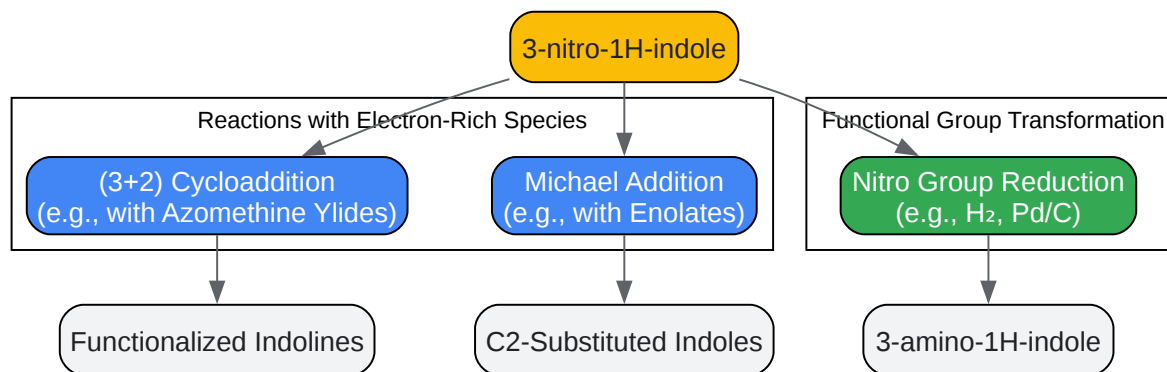 3-nitro-1H-indole
Reactions with Electron-Rich Species
Functional Group Transformation
(3+2) Cycloaddition
(e.g., with Azomethine Ylides)
Michael Addition
(e.g., with Enolates)
Nitro Group Reduction
(e.g., H₂, Pd/C)
Functionalized Indolines
C2-Substituted Indoles
3-amino-1H-indole